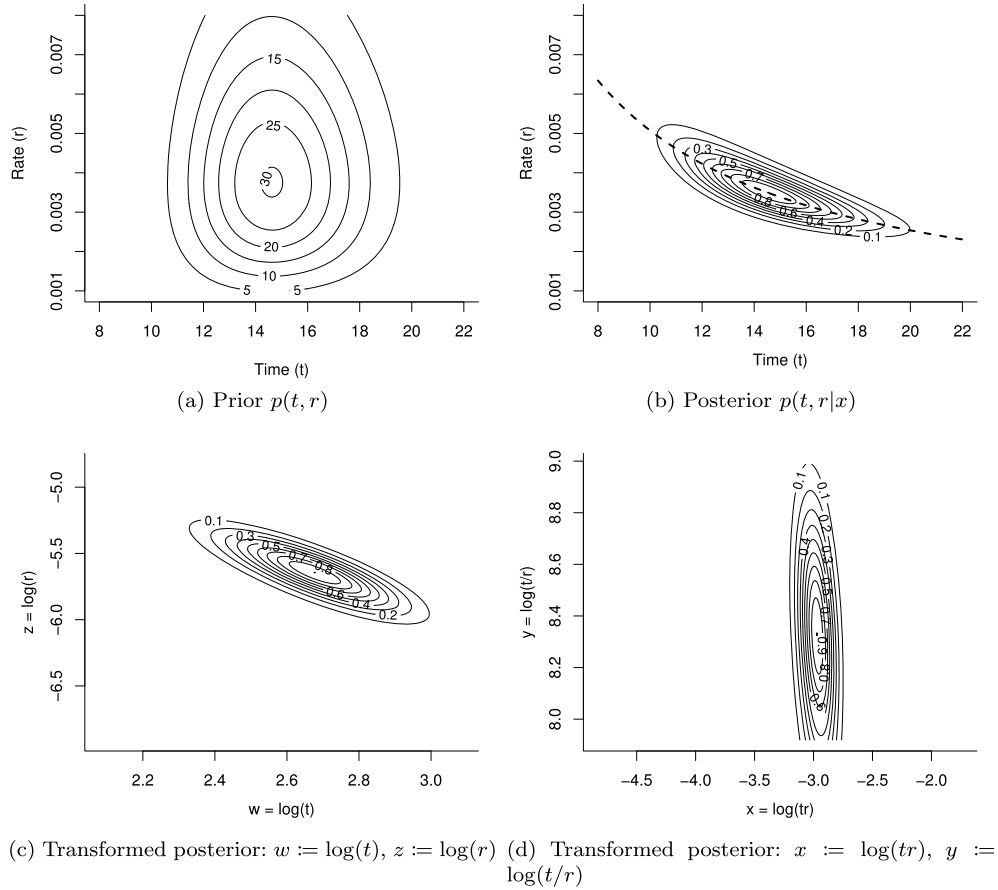 0.007
0.005
0.003
0.001
Rate (r)
15
25
30
20
10
5
5
8 10 12 14 16 18 20 22
Time (t)
(a) Prior p(t, r)
0.007
0.005
0.003
0.001
Rate (r)
0.3
0.5
0.7
0.8
0.6
0.4
0.2
0.1
8 10 12 14 16 18 20 22
Time (t)
(b) Posterior p(t, r|x)
−5.0
−5.5
−6.0
−6.5
z = log(r)
0.1
0.3
0.5
0.7
0.8
0.6
0.4
0.2
2.2 2.4 2.6 2.8 3.0
w = log(t)
(c) Transformed posterior: w ≔ log(t), z ≔ log(r)
9.0
8.8
8.6
8.4
8.2
8.0
y = log(t/r)
0.1
0.1
0.2
0.3
0.4
0.5
0.7
0.9
0.8
−4.5 −4.0 −3.5 −3.0 −2.5 −2.0
x = log(tr)
(d) Transformed posterior: x ≔ log(tr), y ≔
log(t/r)